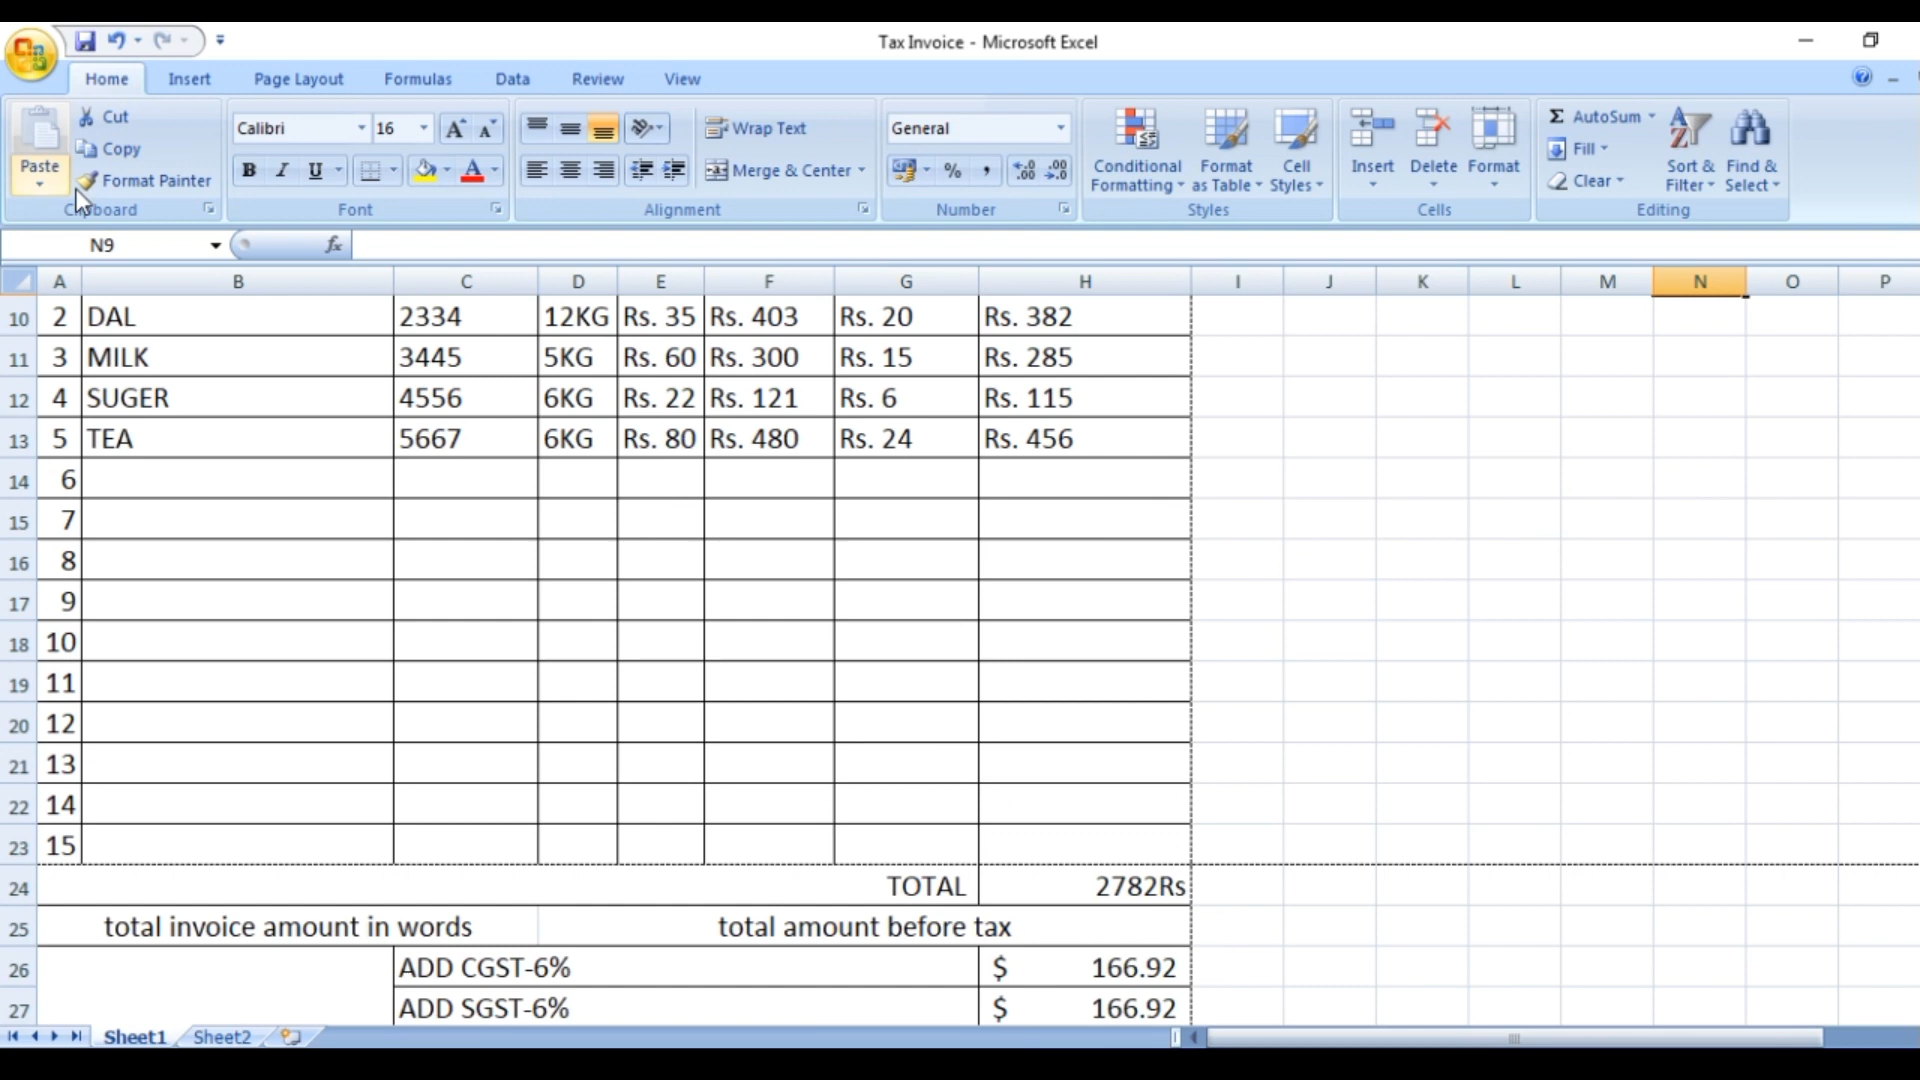 Tax Invoice - Microsoft Excel
Home Insert Page Layout Formulas Data Review View
Paste Cut Copy Format Painter Clipboard
Calibri 16 B I U Font
Wrap Text Merge & Center Alignment
General % , .0 .00 .00 .0 Number
Conditional Formatting Format as Table Cell Styles Styles
Insert Delete Format Cells
Σ AutoSum Fill Clear Sort & Filter Find & Select Editing
N9 fx
A B C D E F G H I J K L M N O P
10 2 DAL 2334 12KG Rs. 35 Rs. 403 Rs. 20 Rs. 382
11 3 MILK 3445 5KG Rs. 60 Rs. 300 Rs. 15 Rs. 285
12 4 SUGER 4556 6KG Rs. 22 Rs. 121 Rs. 6 Rs. 115
13 5 TEA 5667 6KG Rs. 80 Rs. 480 Rs. 24 Rs. 456
14 6
15 7
16 8
17 9
18 10
19 11
20 12
21 13
22 14
23 15
24 TOTAL 2782Rs
25 total invoice amount in words total amount before tax
26 ADD CGST-6% $ 166.92
27 ADD SGST-6% $ 166.92
Sheet1 Sheet2